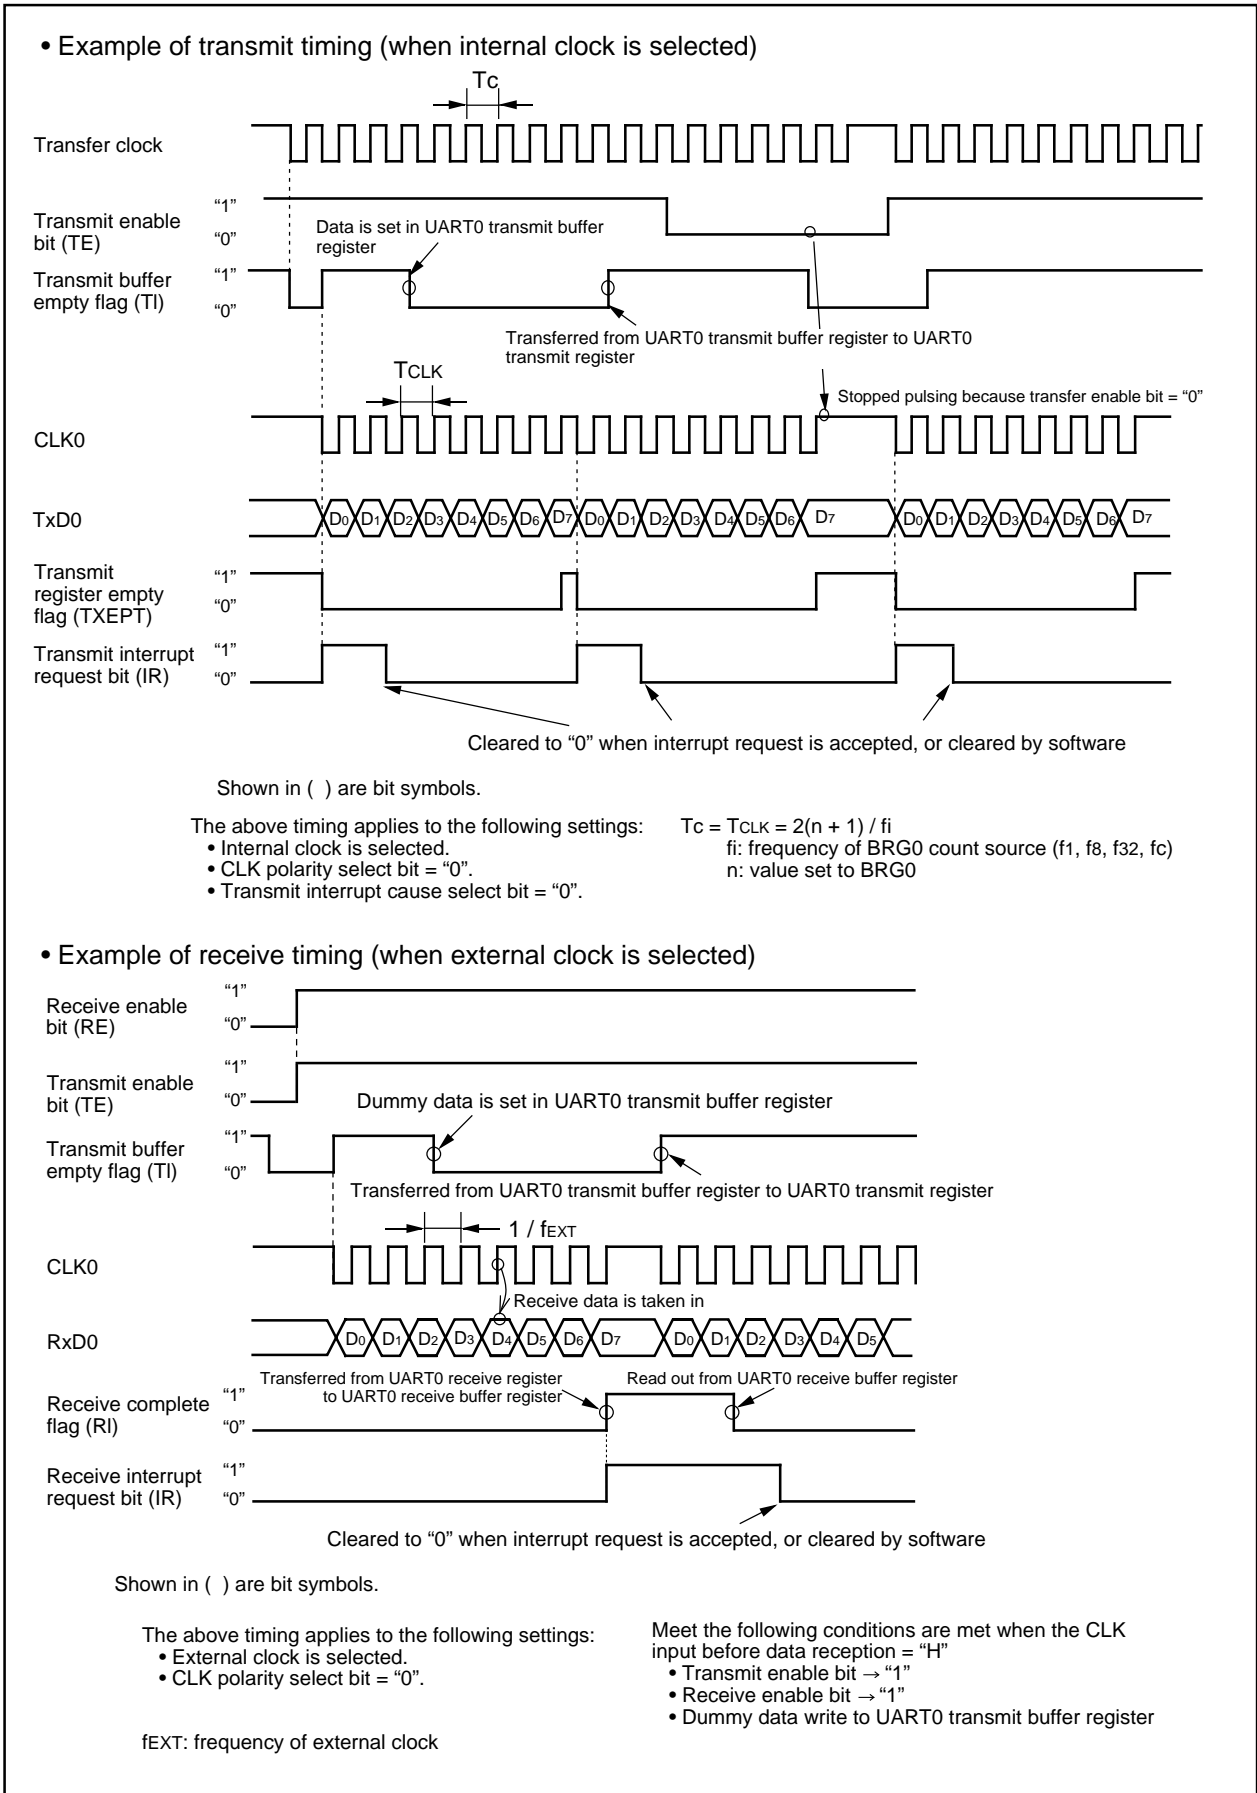 • Example of transmit timing (when internal clock is selected)
Tc
Transfer clock
Transmit enable
bit (TE)
“1”
“0”
Data is set in UART0 transmit buffer
register
Transmit buffer
empty flag (Tl)
“1”
“0”
Transferred from UART0 transmit buffer register to UART0
transmit register
TCLK
Stopped pulsing because transfer enable bit = “0”
CLK0
TxD0
D0 D1 D2 D3 D4 D5 D6 D7 D0 D1 D2 D3 D4 D5 D6 D7 D0 D1 D2 D3 D4 D5 D6 D7
Transmit
register empty
flag (TXEPT)
“1”
“0”
Transmit interrupt
request bit (IR)
“1”
“0”
Cleared to “0” when interrupt request is accepted, or cleared by software
Shown in ( ) are bit symbols.
The above timing applies to the following settings:
• Internal clock is selected.
• CLK polarity select bit = “0”.
• Transmit interrupt cause select bit = “0”.
Tc = TCLK = 2(n + 1) / fi
fi: frequency of BRG0 count source (f1, f8, f32, fc)
n: value set to BRG0
• Example of receive timing (when external clock is selected)
Receive enable
bit (RE)
“1”
“0”
Transmit enable
bit (TE)
“1”
“0”
Dummy data is set in UART0 transmit buffer register
Transmit buffer
empty flag (Tl)
“1”
“0”
Transferred from UART0 transmit buffer register to UART0 transmit register
1 / fEXT
CLK0
Receive data is taken in
RxD0
D0 D1 D2 D3 D4 D5 D6 D7 D0 D1 D2 D3 D4 D5
Transferred from UART0 receive register
to UART0 receive buffer register
Read out from UART0 receive buffer register
Receive complete
flag (Rl)
“1”
“0”
Receive interrupt
request bit (IR)
“1”
“0”
Cleared to “0” when interrupt request is accepted, or cleared by software
Shown in ( ) are bit symbols.
The above timing applies to the following settings:
• External clock is selected.
• CLK polarity select bit = “0”.
fEXT: frequency of external clock
Meet the following conditions are met when the CLK
input before data reception = “H”
• Transmit enable bit → “1”
• Receive enable bit → “1”
• Dummy data write to UART0 transmit buffer register